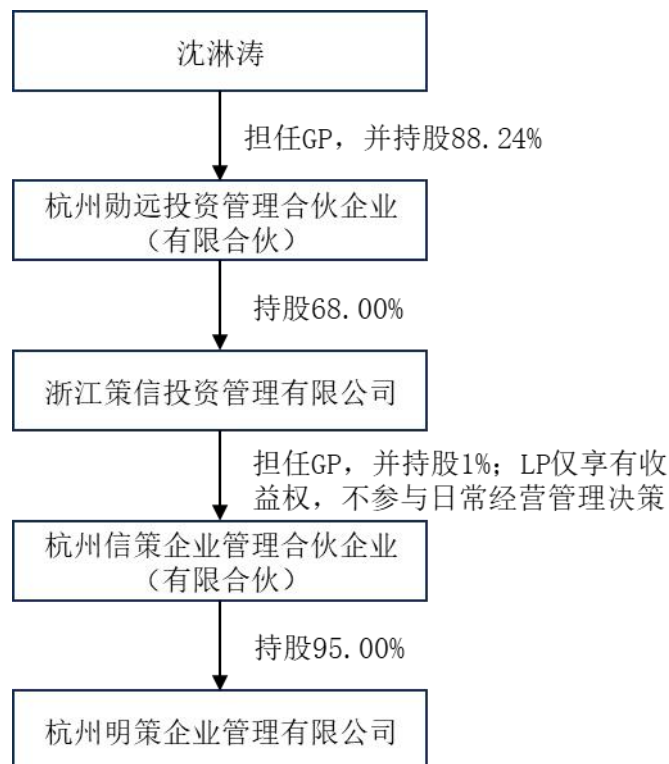 沈淋涛
担任GP，并持股88.24%
杭州勋远投资管理合伙企业
（有限合伙）
持股68.00%
浙江策信投资管理有限公司
担任GP，并持股1%；LP仅享有收
益权，不参与日常经营管理决策
杭州信策企业管理合伙企业
（有限合伙）
持股95.00%
杭州明策企业管理有限公司